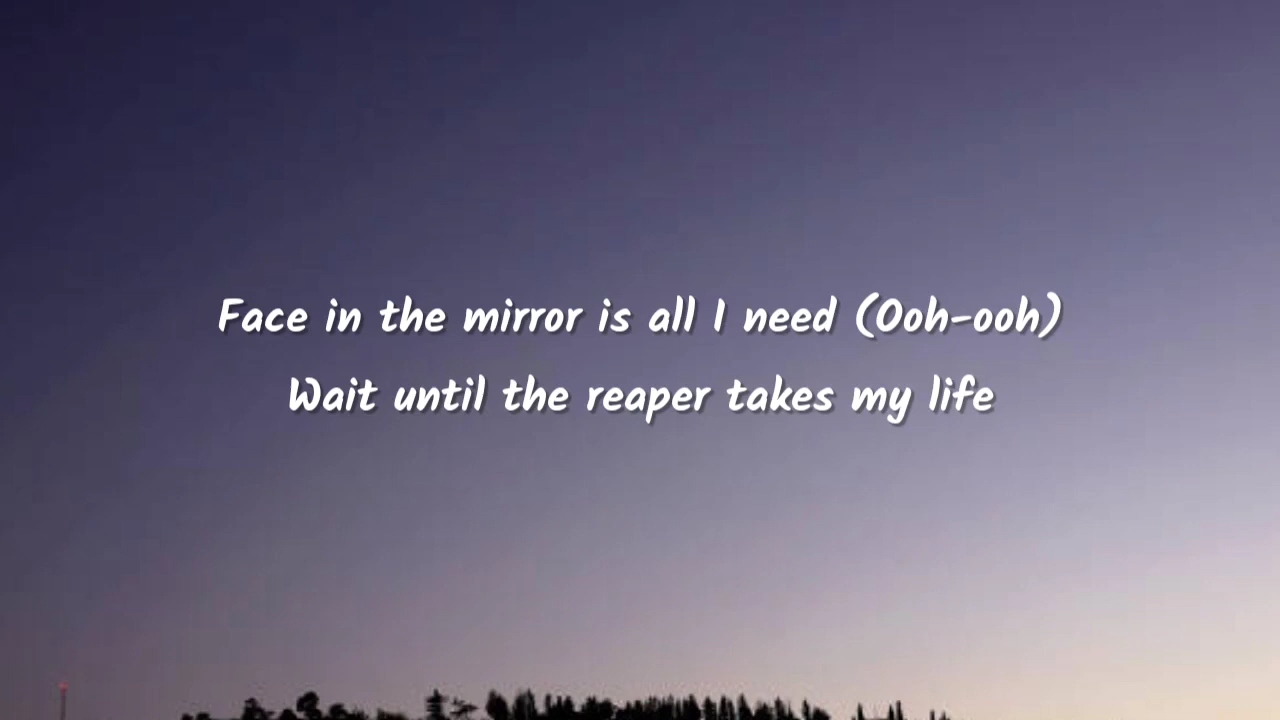 Face in the mirror is all I need (Ooh-ooh)
Wait until the reaper takes my life